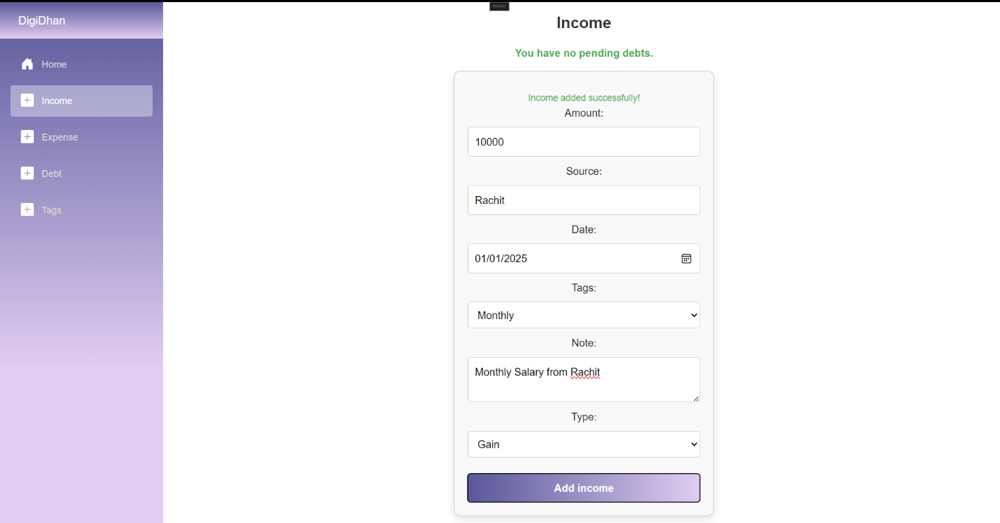 DigiDhan
Home
Income
Expense
Debt
Tags
Income
You have no pending debts.
Income added successfully!
Amount:
10000
Source:
Rachit
Date:
01/01/2025
Tags:
Monthly
Note:
Monthly Salary from Rachit
Type:
Gain
Add income